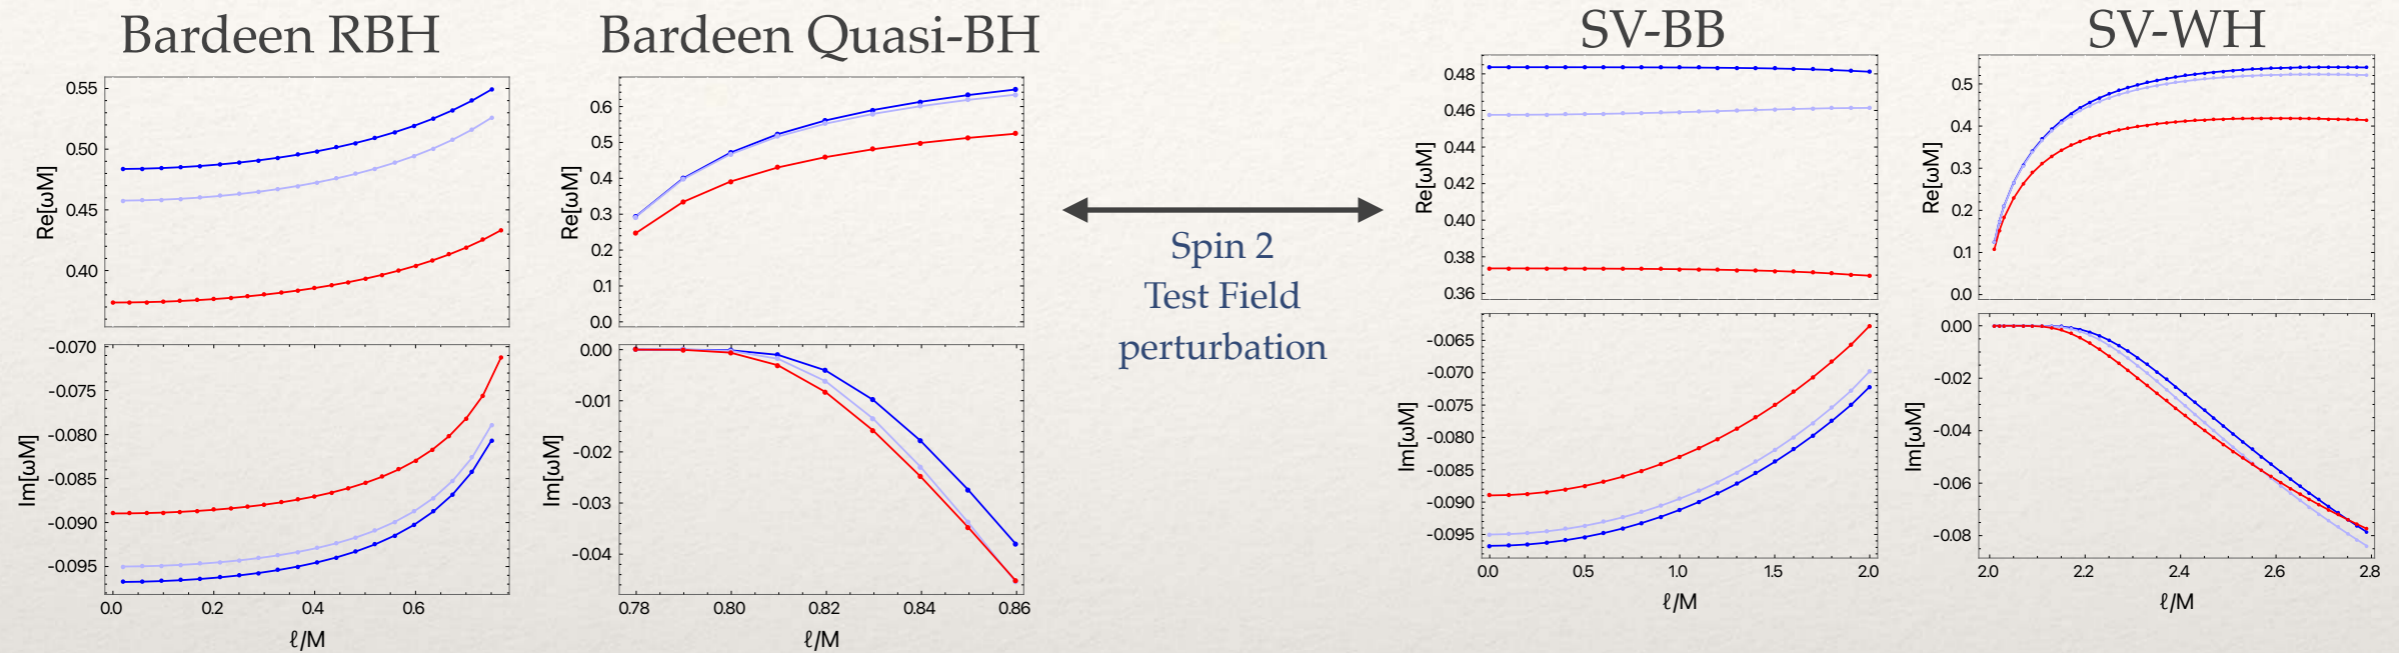 Bardeen RBH
0.55
0.50
0.45
0.40
Re[ωM]
-0.070
-0.075
-0.080
-0.085
-0.090
-0.095
Im[ωM]
0.0 0.2 0.4 0.6
ℓ/M
Bardeen Quasi-BH
0.6
0.5
0.4
0.3
0.2
0.1
0.0
Re[ωM]
0.00
-0.01
-0.02
-0.03
-0.04
Im[ωM]
0.78 0.80 0.82 0.84 0.86
ℓ/M
Spin 2
Test Field
perturbation
SV-BB
0.48
0.46
0.44
0.42
0.40
0.38
0.36
Re[ωM]
-0.065
-0.070
-0.075
-0.080
-0.085
-0.090
-0.095
Im[ωM]
0.0 0.5 1.0 1.5 2.0
ℓ/M
SV-WH
0.5
0.4
0.3
0.2
0.1
0.0
Re[ωM]
0.00
-0.02
-0.04
-0.06
-0.08
Im[ωM]
2.0 2.2 2.4 2.6 2.8
ℓ/M